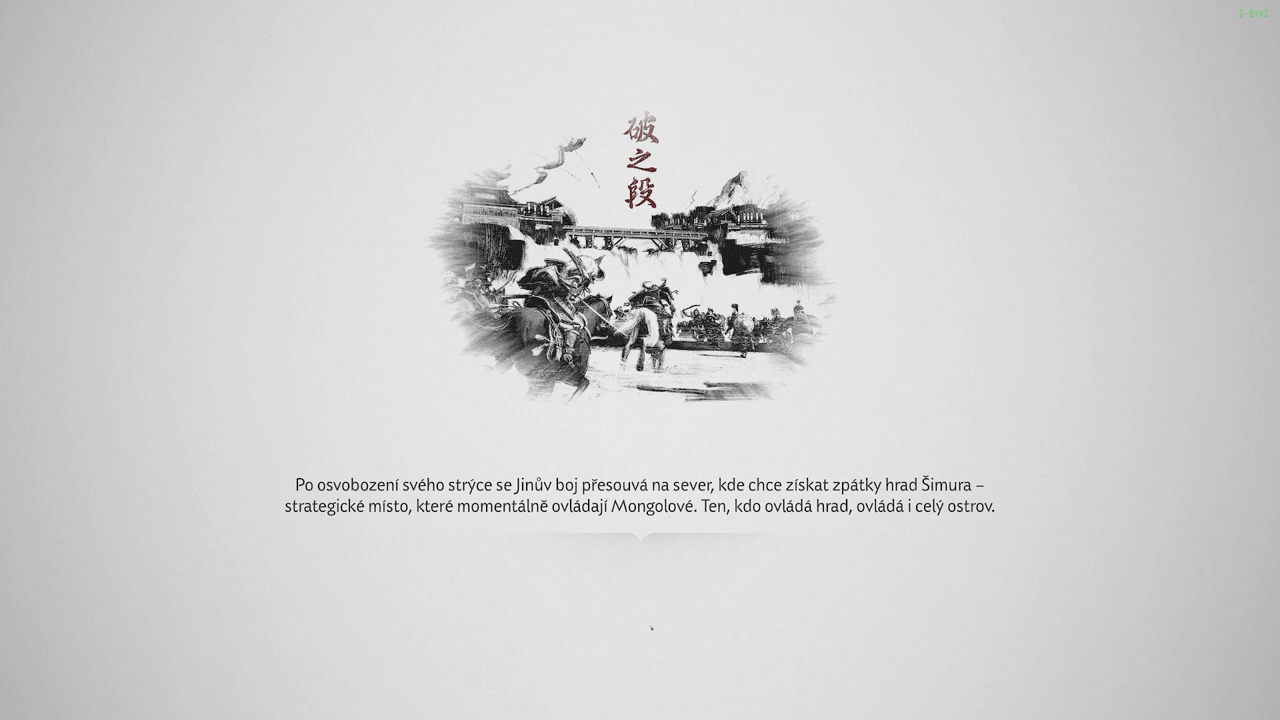 破之段
Po osvobození svého strýce se Jinův boj přesouvá na sever, kde chce získat zpátky hrad Šimura –
strategické místo, které momentálně ovládají Mongolové. Ten, kdo ovládá hrad, ovládá i celý ostrov.